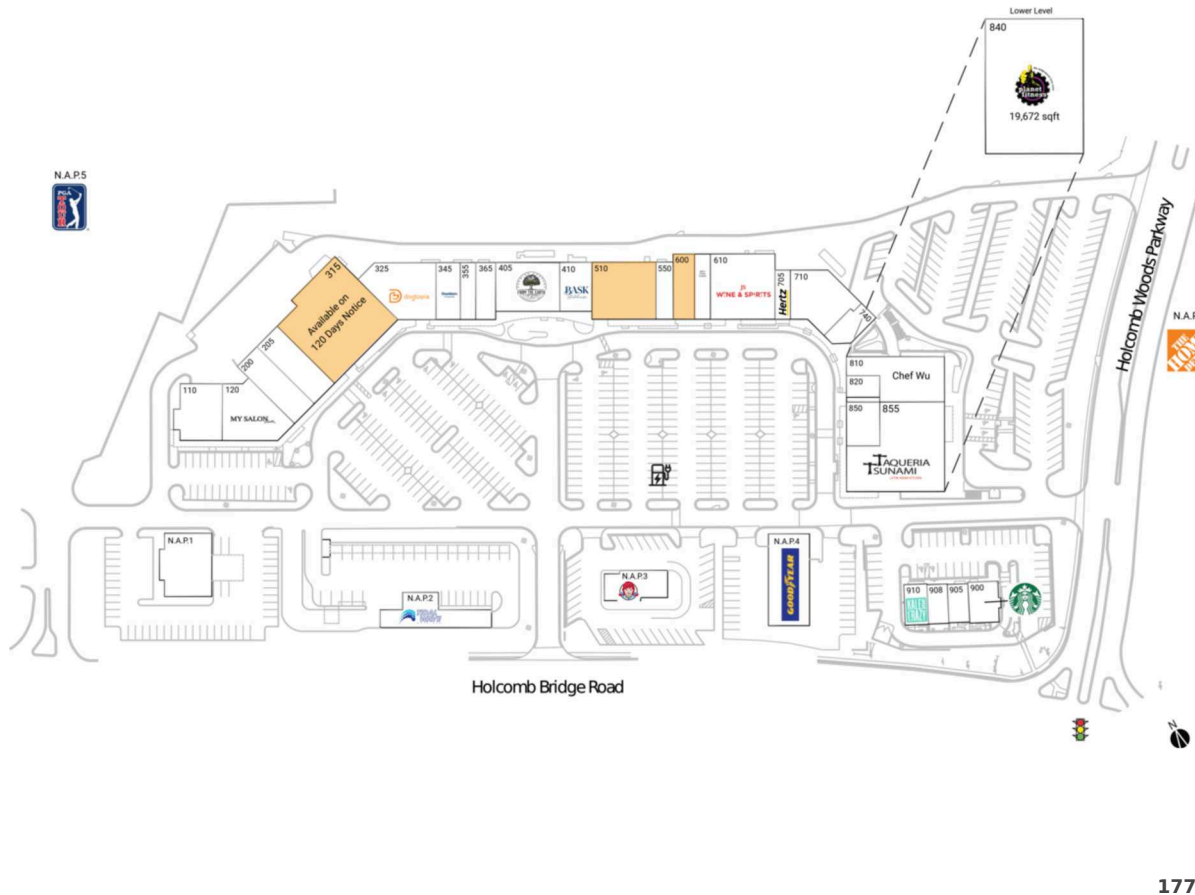 Lower Level
840
planet
fitness
19,672 sqft
N.A.P.5
PGA
TOUR
315
Available on
120 Days Notice
325
345
355
365
405
410
BASK
510
550
600
610
WINE & SPIRITS
705
Hertz
710
740
200
205
110
120
MY SALON
810
Chef Wu
820
850
855
TAQUERIA
TSUNAMI
Holcomb Woods Parkway
N.A.P.
THE
N.A.P.1
N.A.P.2
N.A.P.3
N.A.P.4
GOODYEAR
910
908
905
900
Holcomb Bridge Road
N
177